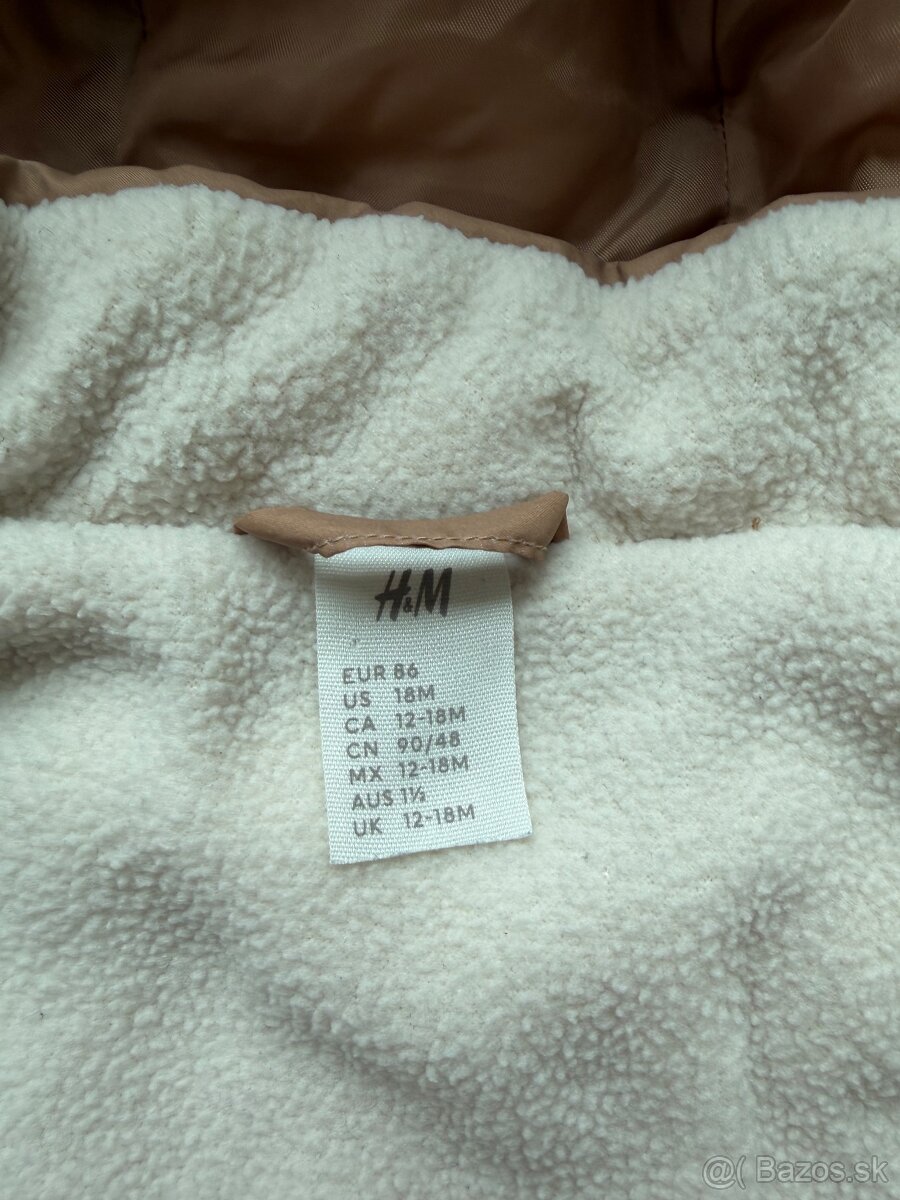 H&M
EUR 86
US 18M
CA 12-18M
CN 90/48
MX 12-18M
AUS 1½
UK 12-18M
@( Bazos.sk